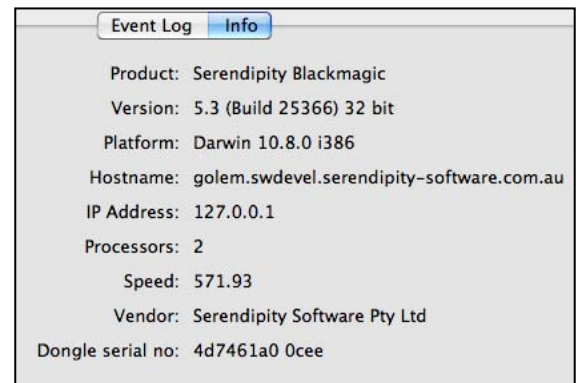 Event Log Info
Product: Serendipity Blackmagic
Version: 5.3 (Build 25366) 32 bit
Platform: Darwin 10.8.0 i386
Hostname: golem.swdevel.serendipity-software.com.au
IP Address: 127.0.0.1
Processors: 2
Speed: 571.93
Vendor: Serendipity Software Pty Ltd
Dongle serial no: 4d7461a0 0cee